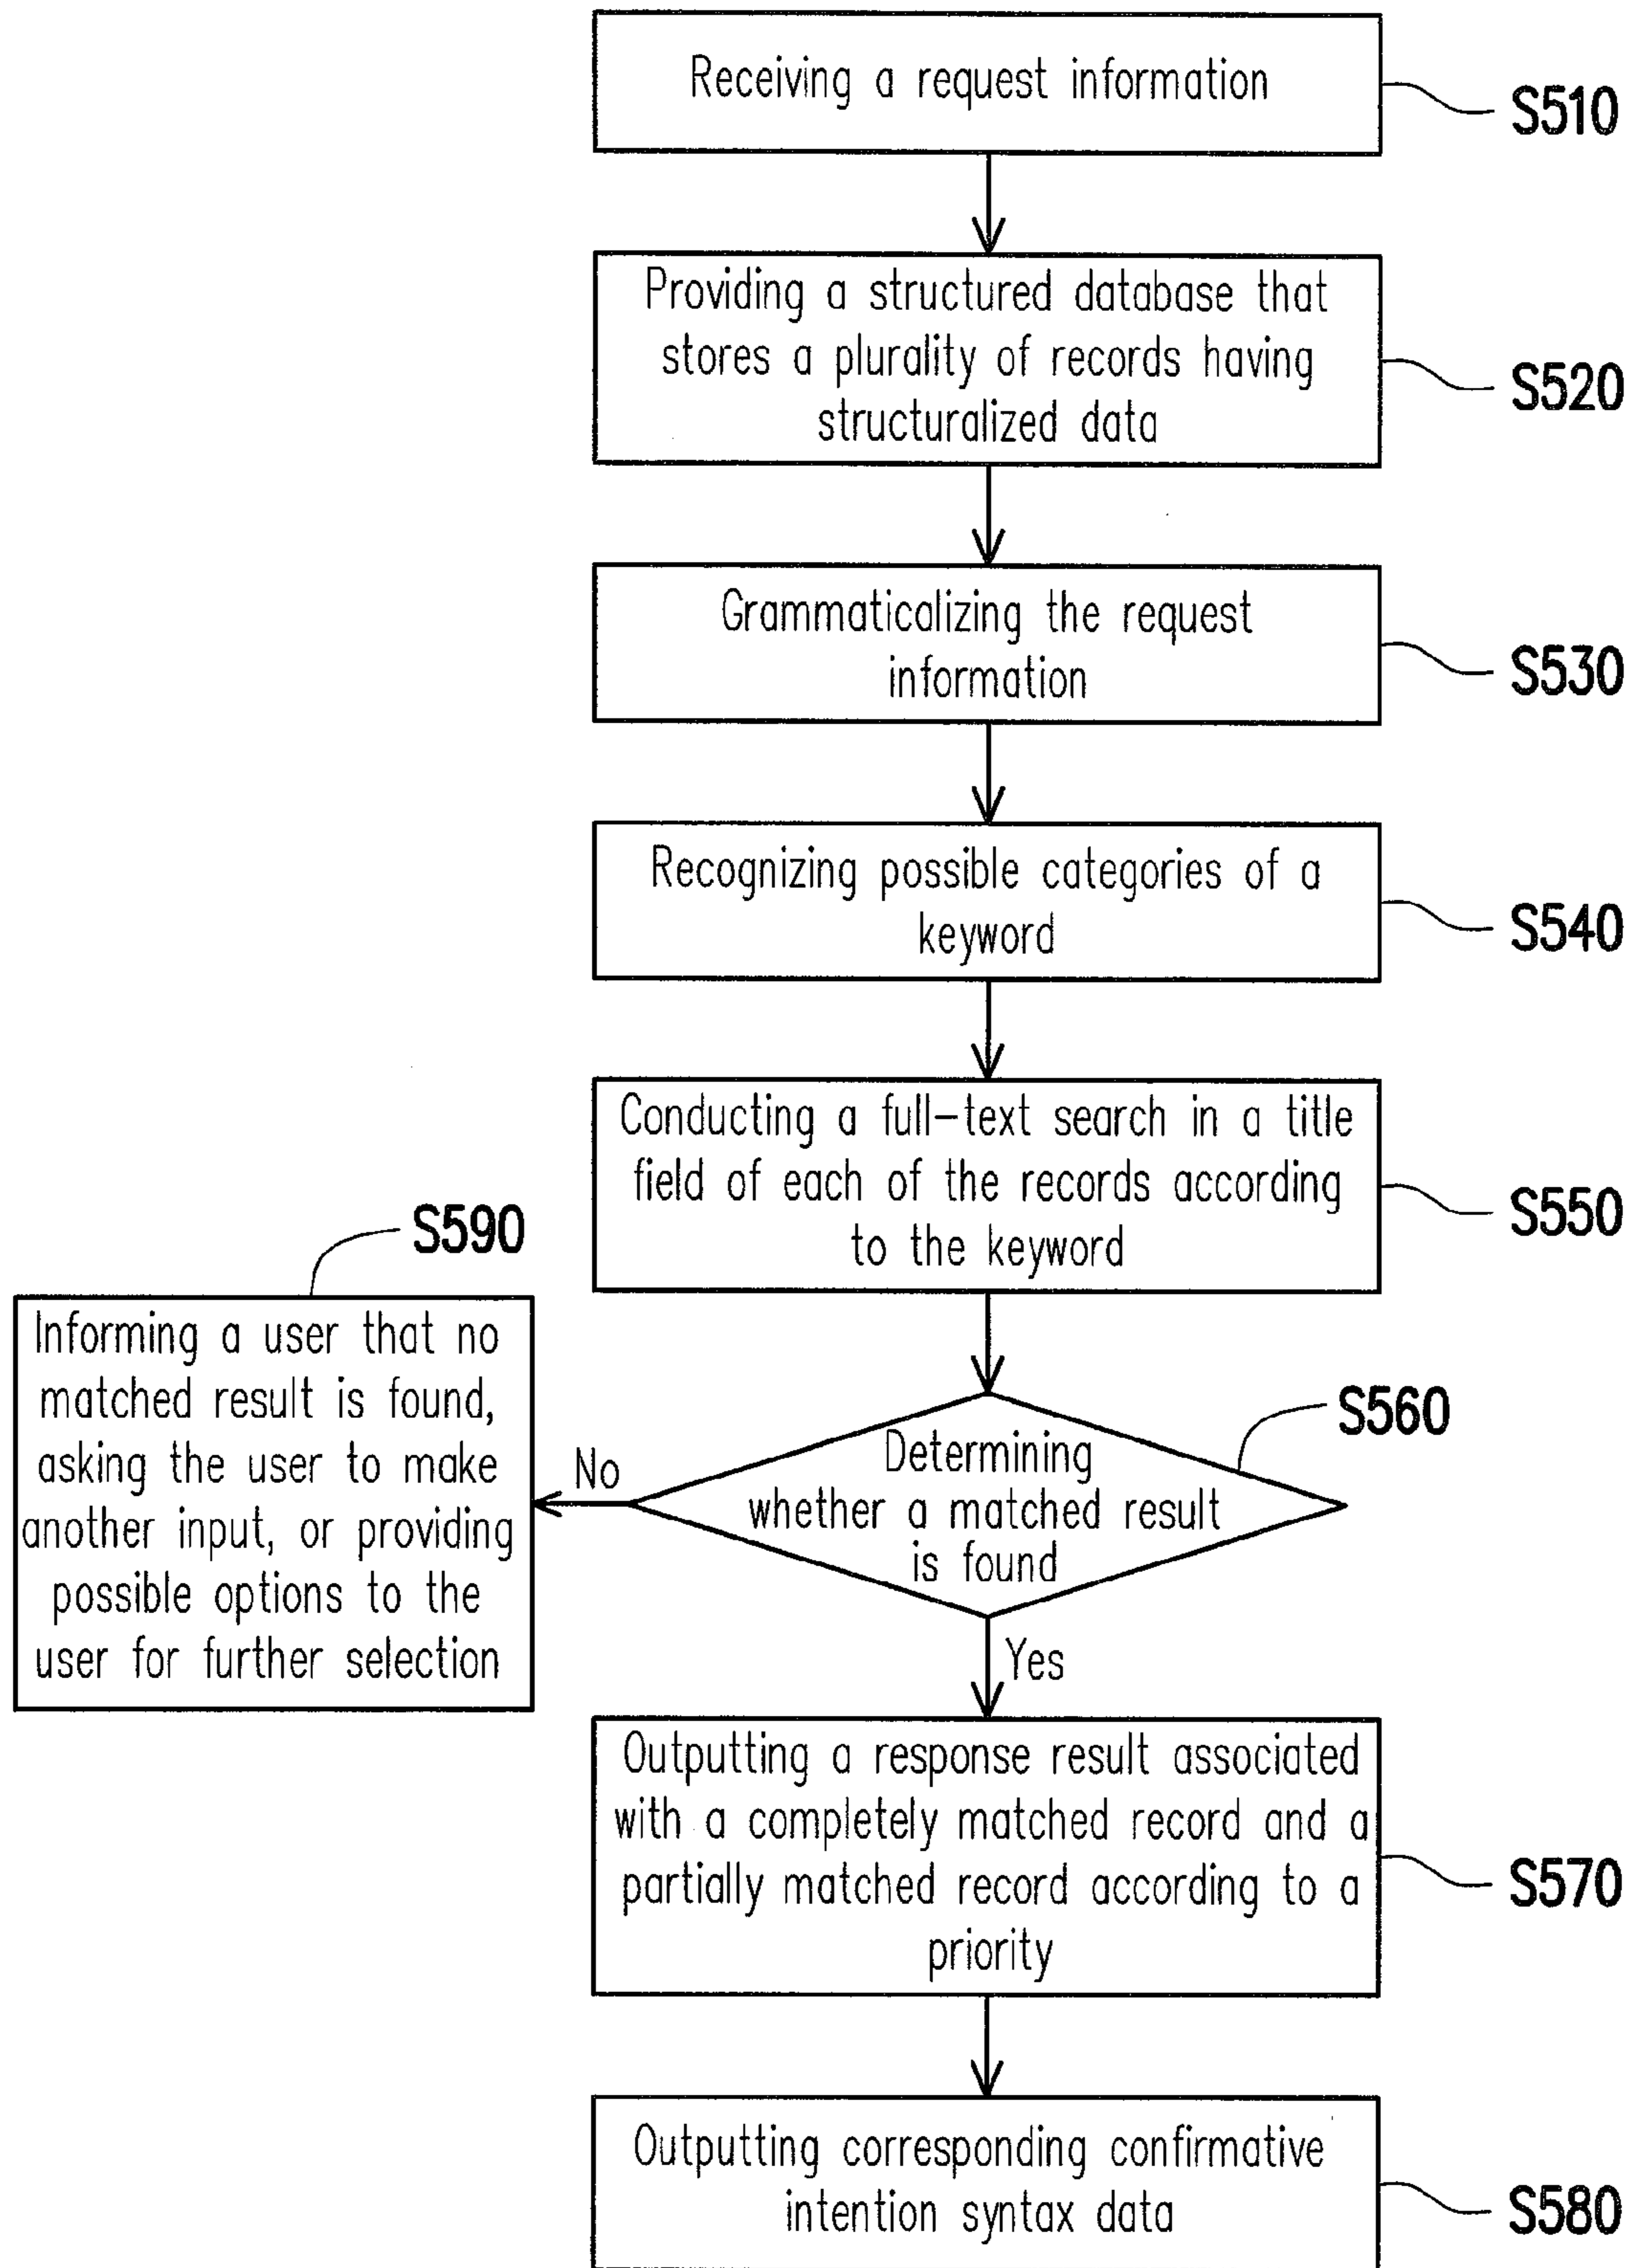 Receiving a request information
S510
Providing a structured database that
stores a plurality of records having
structuralized data
S520
Grammaticalizing the request
information
S530
Recognizing possible categories of a
keyword
S540
Conducting a full-text search in a title
field of each of the records according
to the keyword
S550
S590
Informing a user that no
matched result is found,
asking the user to make
another input, or providing
possible options to the
user for further selection
No
Determining
whether a matched result
is found
S560
Yes
Outputting a response result associated
with a completely matched record and a
partially matched record according to a
priority
S570
Outputting corresponding confirmative
intention syntax data
S580